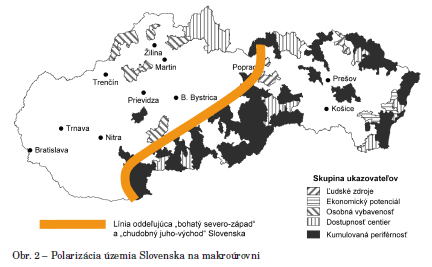 Žilina
Martin
Poprad
Trenčín
Prešov
Prievidza
B. Bystrica
Košice
Trnava
Nitra
Bratislava
Skupina ukazovateľov
Ľudské zdroje
Ekonomický potenciál
Osobná vybavenosť
Dostupnosť centier
Kumulovaná periférnosť
Línia oddeľujúca „bohatý severo-západ“
a „chudobný juho-východ“ Slovenska
Obr. 2 – Polarizácia územia Slovenska na makroúrovni